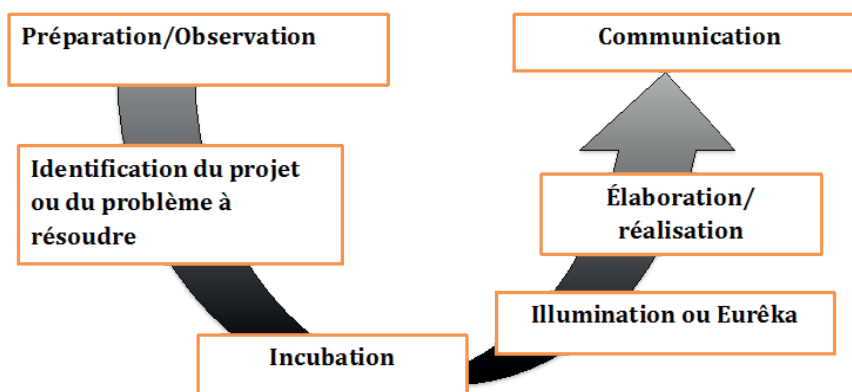 Préparation/Observation
Identification du projet
ou du problème à
résoudre
Incubation
Illumination ou Eurêka
Élaboration/
réalisation
Communication